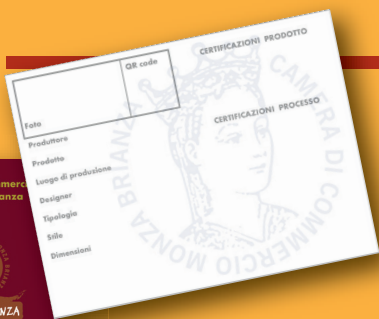 QR code
CERTIFICAZIONI PRODOTTO
Foto
CERTIFICAZIONI PROCESSO
Produttore
Prodotto
Luogo di produzione
Designer
Tipologia
Stile
Dimensioni
CAMERA DI COMMERCIO MONZA BRIANZA